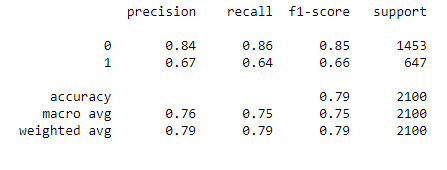 precision recall f1-score support
0 0.84 0.86 0.85 1453
1 0.67 0.64 0.66 647
accuracy 0.79 2100
macro avg 0.76 0.75 0.75 2100
weighted avg 0.79 0.79 0.79 2100